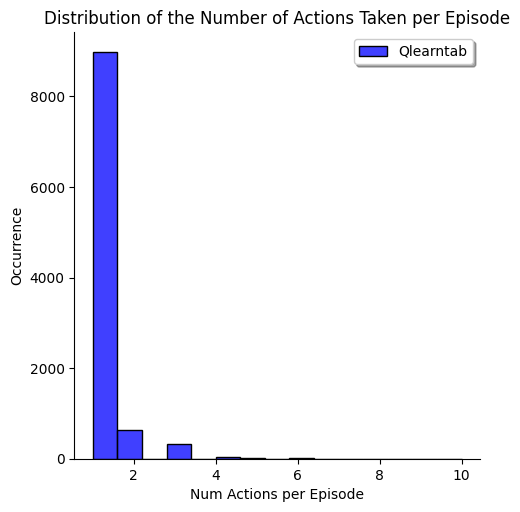 Distribution of the Number of Actions Taken per Episode
Qlearntab
8000
6000
4000
2000
0
Occurrence
2
4
6
8
10
Num Actions per Episode